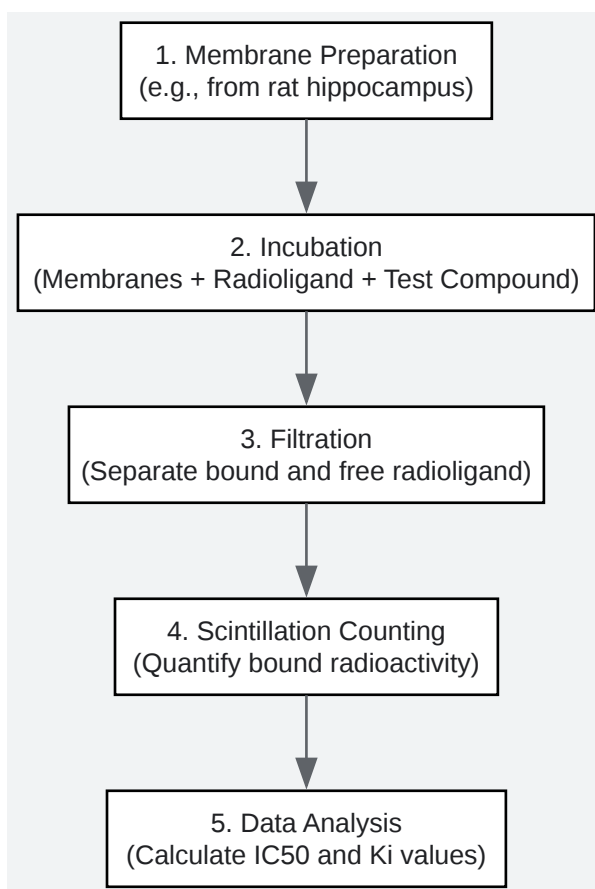 1. Membrane Preparation
(e.g., from rat hippocampus)
2. Incubation
(Membranes + Radioligand + Test Compound)
3. Filtration
(Separate bound and free radioligand)
4. Scintillation Counting
(Quantify bound radioactivity)
5. Data Analysis
(Calculate IC50 and Ki values)